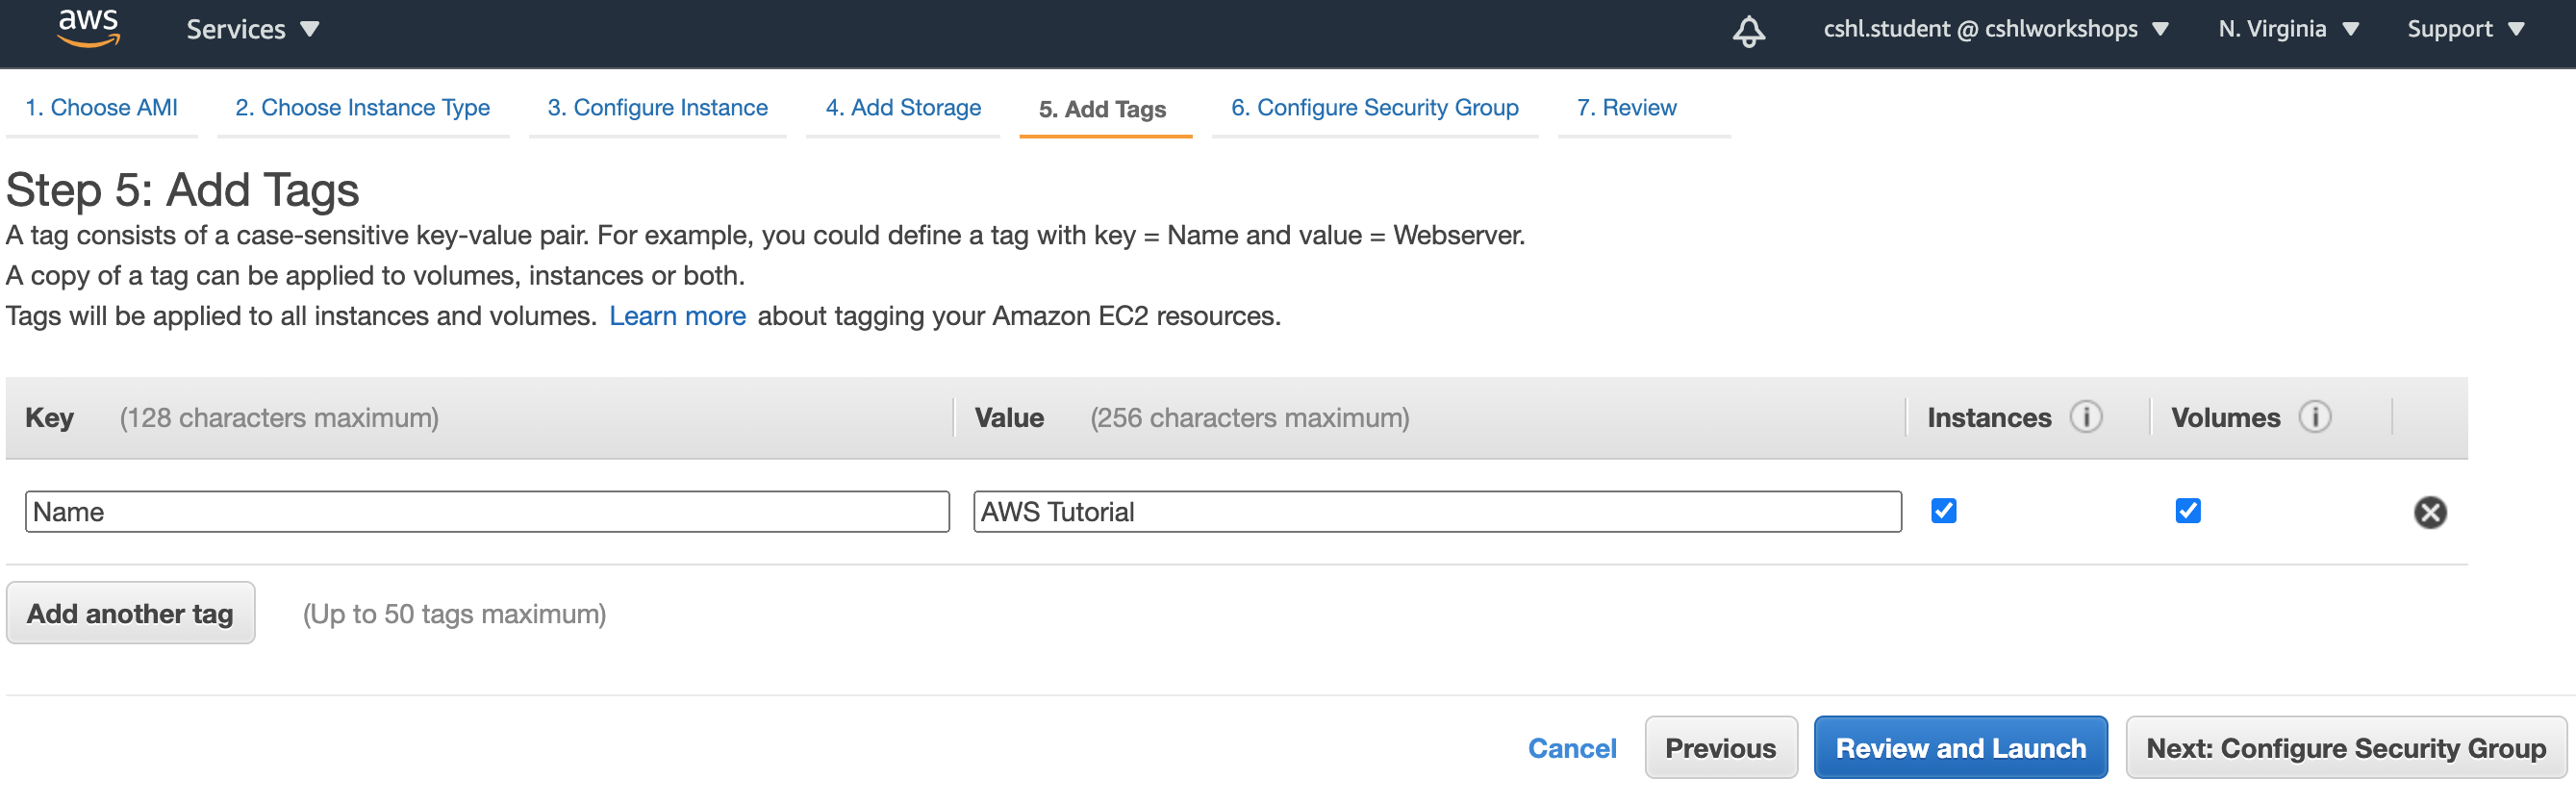 aws Services cshl.student @ cshlworkshops N. Virginia Support
1. Choose AMI 2. Choose Instance Type 3. Configure Instance 4. Add Storage 5. Add Tags 6. Configure Security Group 7. Review
Step 5: Add Tags
A tag consists of a case-sensitive key-value pair. For example, you could define a tag with key = Name and value = Webserver.
A copy of a tag can be applied to volumes, instances or both.
Tags will be applied to all instances and volumes. Learn more about tagging your Amazon EC2 resources.
Key (128 characters maximum) Value (256 characters maximum) Instances i Volumes i
Name AWS Tutorial
Add another tag (Up to 50 tags maximum)
Cancel Previous Review and Launch Next: Configure Security Group